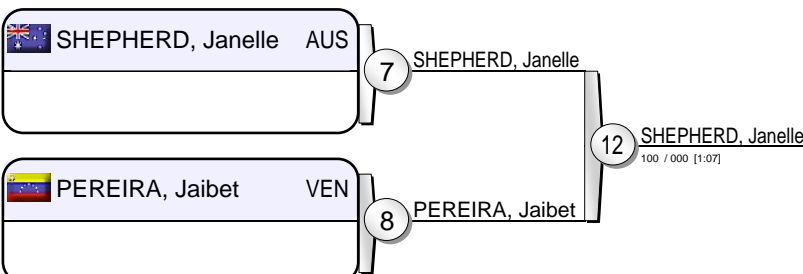 SHEPHERD, Janelle AUS
7
SHEPHERD, Janelle
12
SHEPHERD, Janelle
100 / 000 [1:07]
PEREIRA, Jaibet VEN
8
PEREIRA, Jaibet